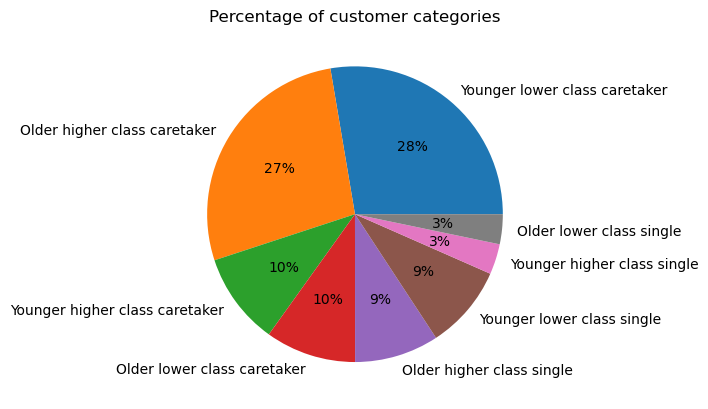 Percentage of customer categories
Younger lower class caretaker
28%
Older higher class caretaker
27%
Younger higher class caretaker
10%
Older lower class caretaker
10%
Older higher class single
9%
Younger lower class single
9%
Younger higher class single
3%
Older lower class single
3%